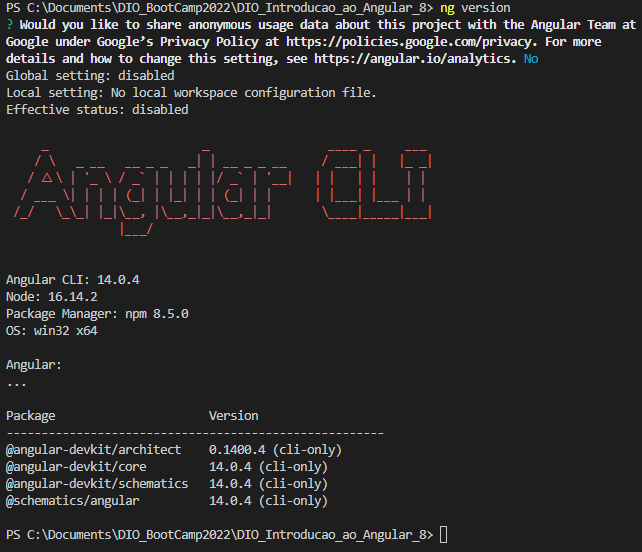 PS C:\Documents\DIO_BootCamp2022\DIO_Introducao_ao_Angular_8> ng version
? Would you like to share anonymous usage data about this project with the Angular Team at
Google under Google’s Privacy Policy at https://policies.google.com/privacy. For more
details and how to change this setting, see https://angular.io/analytics. No
Global setting: disabled
Local setting: No local workspace configuration file.
Effective status: disabled
Angular CLI
Angular CLI: 14.0.4
Node: 16.14.2
Package Manager: npm 8.5.0
OS: win32 x64
Angular:
...
Package Version
------------------------------------------------------
@angular-devkit/architect 0.1400.4 (cli-only)
@angular-devkit/core 14.0.4 (cli-only)
@angular-devkit/schematics 14.0.4 (cli-only)
@schematics/angular 14.0.4 (cli-only)
PS C:\Documents\DIO_BootCamp2022\DIO_Introducao_ao_Angular_8>